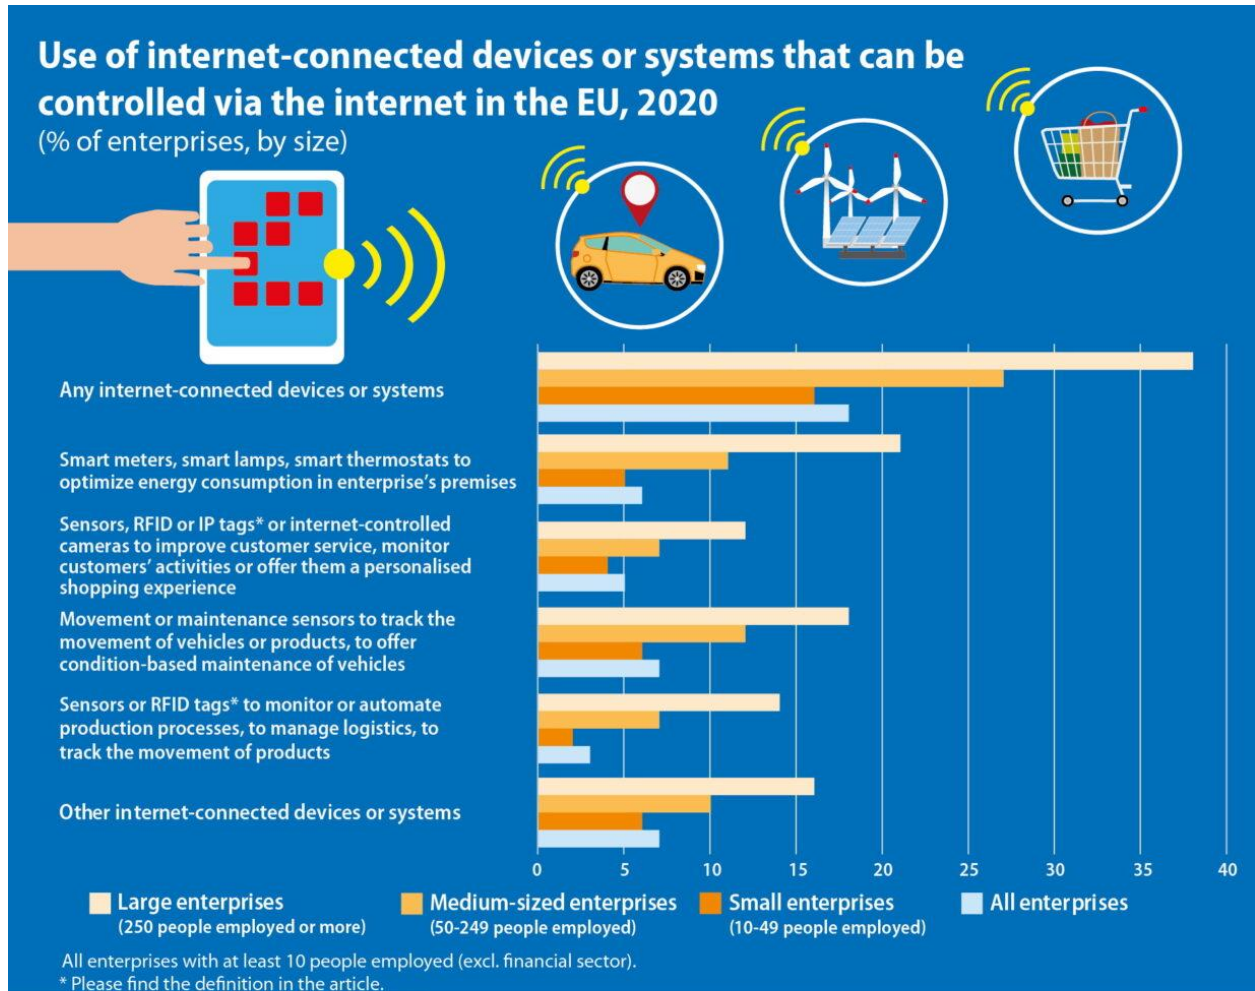 Use of internet-connected devices or systems that can be
controlled via the internet in the EU, 2020
(% of enterprises, by size)
Any internet-connected devices or systems
Smart meters, smart lamps, smart thermostats to
optimize energy consumption in enterprise's premises
Sensors, RFID or IP tags* or internet-controlled
cameras to improve customer service, monitor
customers' activities or offer them a personalised
shopping experience
Movement or maintenance sensors to track the
movement of vehicles or products, to offer
condition-based maintenance of vehicles
Sensors or RFID tags* to monitor or automate
production processes, to manage logistics, to
track the movement of products
Other internet-connected devices or systems
0 5 10 15 20 25 30 35 40
Large enterprises Medium-sized enterprises Small enterprises All enterprises
(250 people employed or more) (50-249 people employed) (10-49 people employed)
All enterprises with at least 10 people employed (excl. financial sector).
* Please find the definition in the article.